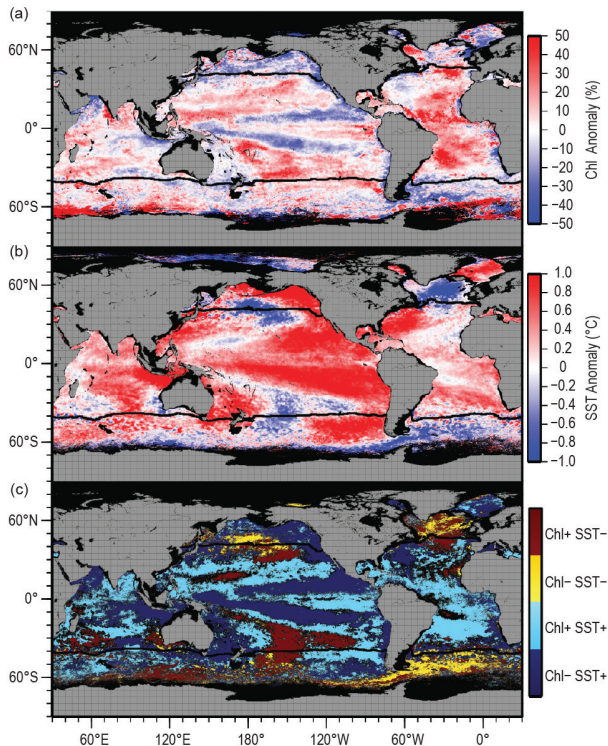 (a)
60°N
0°
60°S
50
40
30
20
10
0
−10
−20
−30
−40
−50
Chl Anomaly (%)
(b)
60°N
0°
60°S
1.0
0.8
0.6
0.4
0.2
0
−0.2
−0.4
−0.6
−0.8
−1.0
SST Anomaly (°C)
(c)
60°N
0°
60°S
Chl+ SST−
Chl− SST−
Chl+ SST+
Chl− SST+
60°E 120°E 180° 120°W 60°W 0°